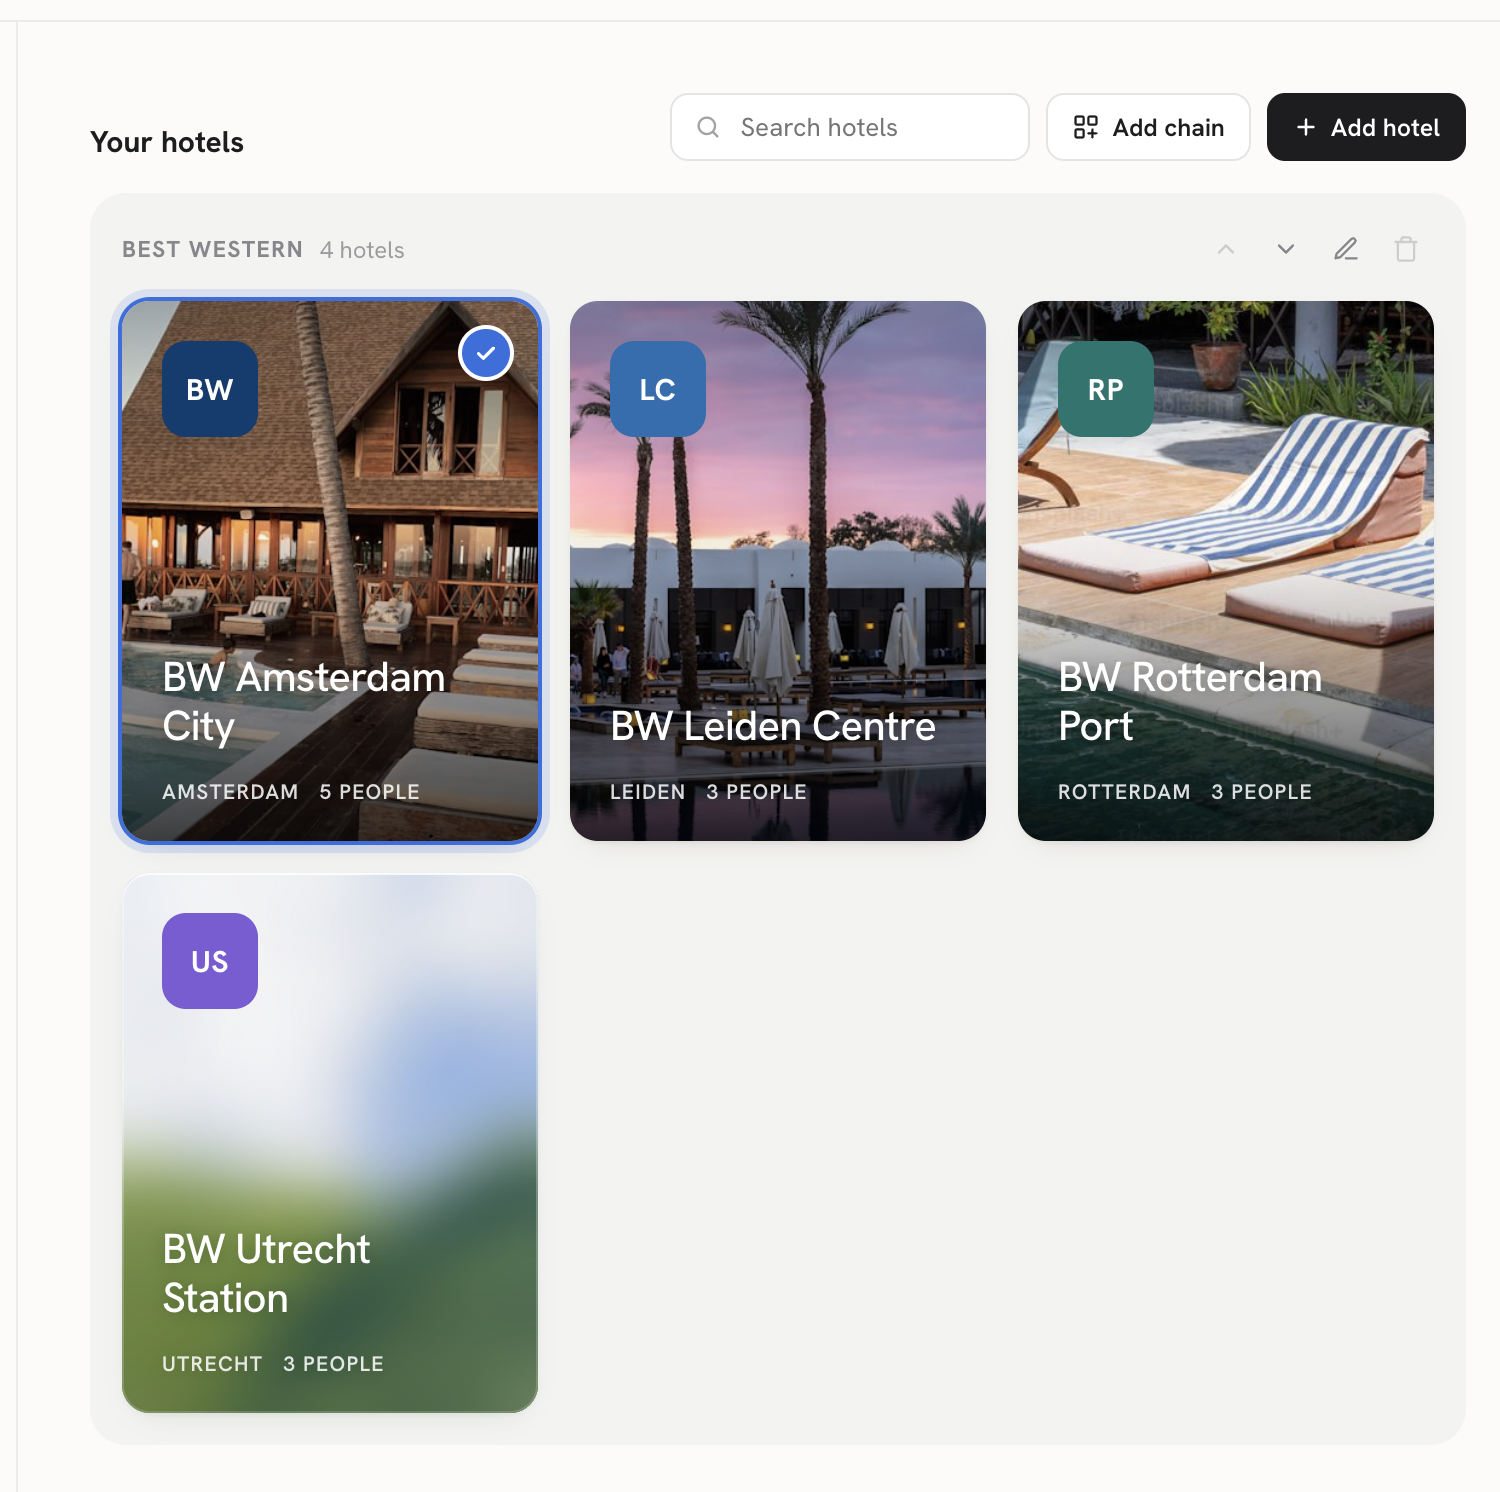 Your hotels
Search hotels
Add chain
Add hotel
BEST WESTERN 4 hotels
BW
BW Amsterdam
City
AMSTERDAM 5 PEOPLE
LC
BW Leiden Centre
LEIDEN 3 PEOPLE
RP
BW Rotterdam
Port
ROTTERDAM 3 PEOPLE
US
BW Utrecht
Station
UTRECHT 3 PEOPLE